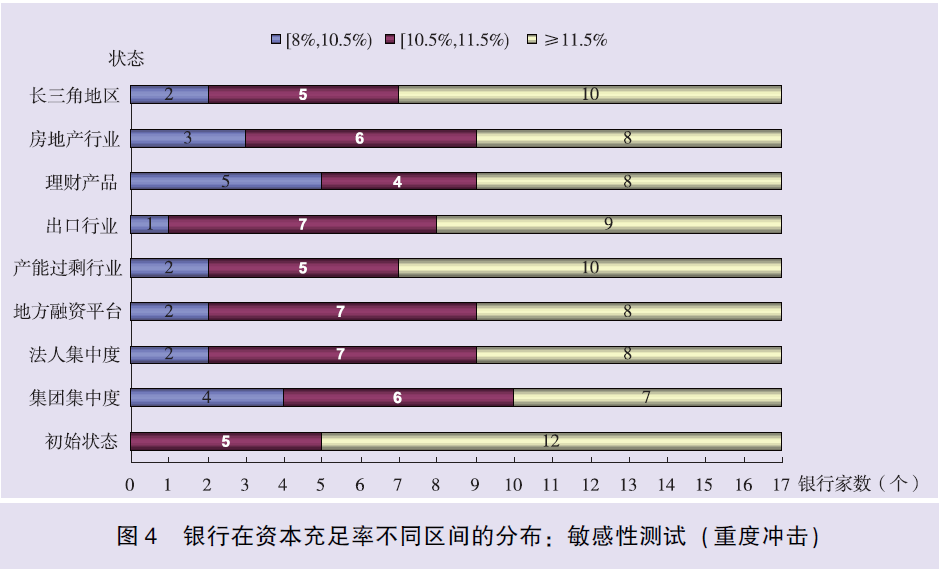 [8%,10.5%) [10.5%,11.5%) ≥11.5%
状态
长三角地区 2 5 10
房地产行业 3 6 8
理财产品 5 4 8
出口行业 1 7 9
产能过剩行业 2 5 10
地方融资平台 2 7 8
法人集中度 2 7 8
集团集中度 4 6 7
初始状态 5 12
0 1 2 3 4 5 6 7 8 9 10 11 12 13 14 15 16 17 银行家数（个）
图 4 银行在资本充足率不同区间的分布：敏感性测试（重度冲击）